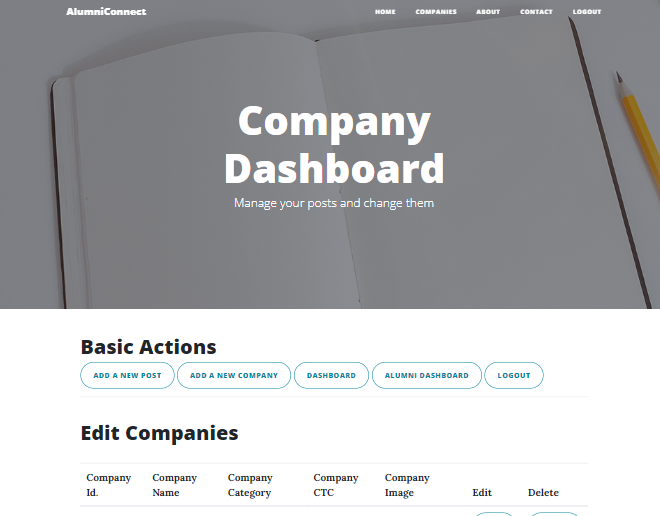 AlumniConnect
HOME COMPANIES ABOUT CONTACT LOGOUT
Company
Dashboard
Manage your posts and change them
Basic Actions
ADD A NEW POST ADD A NEW COMPANY DASHBOARD ALUMNI DASHBOARD LOGOUT
Edit Companies
Company Id. Company Name Company Category Company CTC Company Image Edit Delete